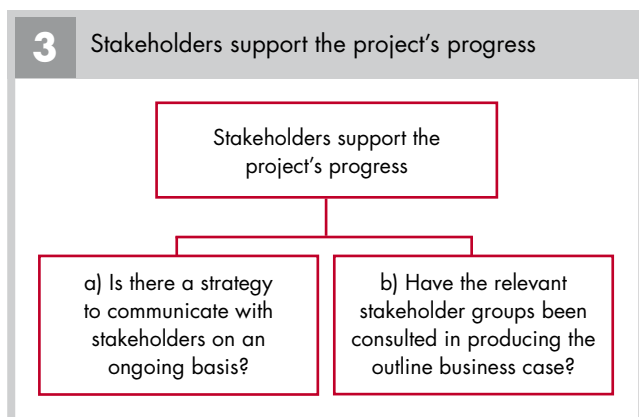 3
Stakeholders support the project’s progress
Stakeholders support the
project’s progress
a) Is there a strategy
to communicate with
stakeholders on an
ongoing basis?
b) Have the relevant
stakeholder groups been
consulted in producing the
outline business case?